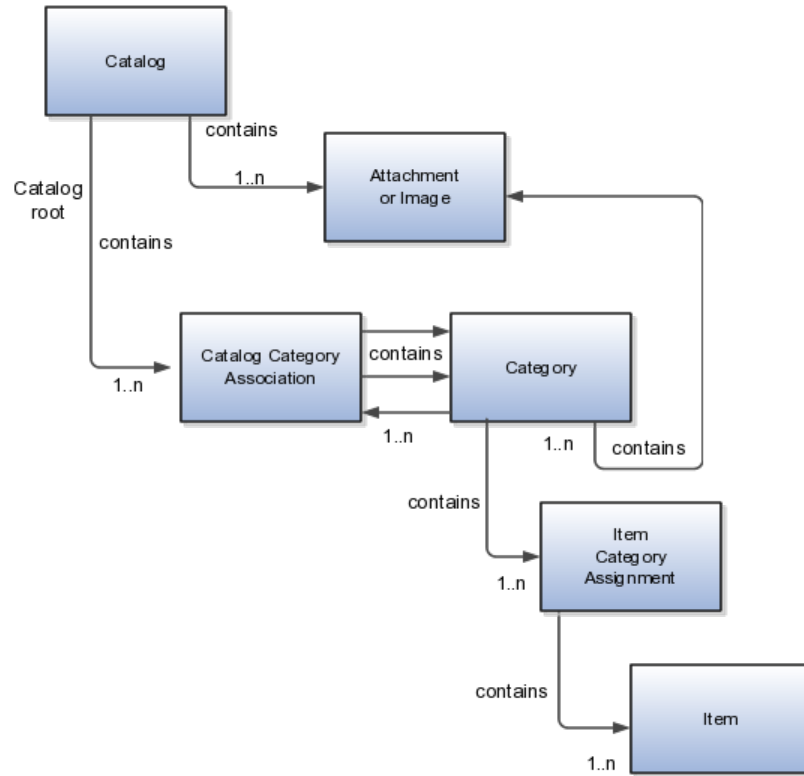 Catalog
contains
1..n
Attachment
or Image
Catalog
root
contains
1..n
Catalog Category
Association
contains
1..n
Category
1..n
contains
contains
1..n
Item
Category
Assignment
contains
1..n
Item